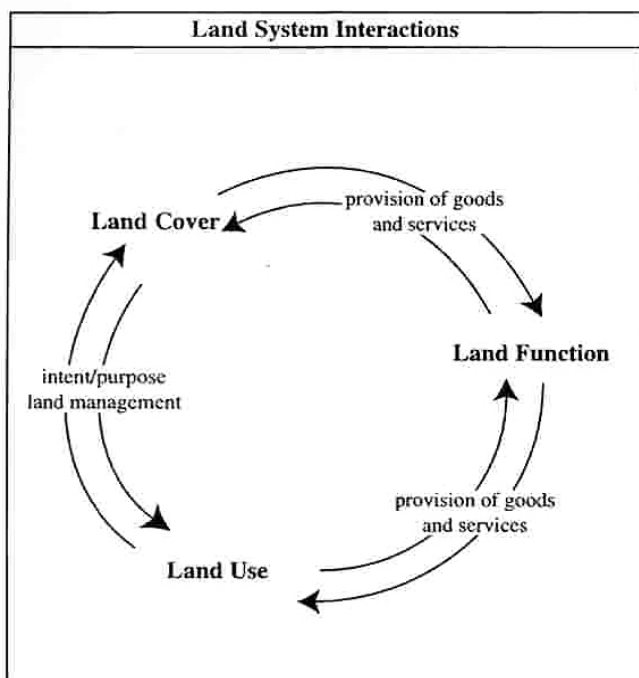 Land System Interactions
provision of goods
and services
Land Cover
Land Function
intent/purpose
land management
provision of goods
and services
Land Use